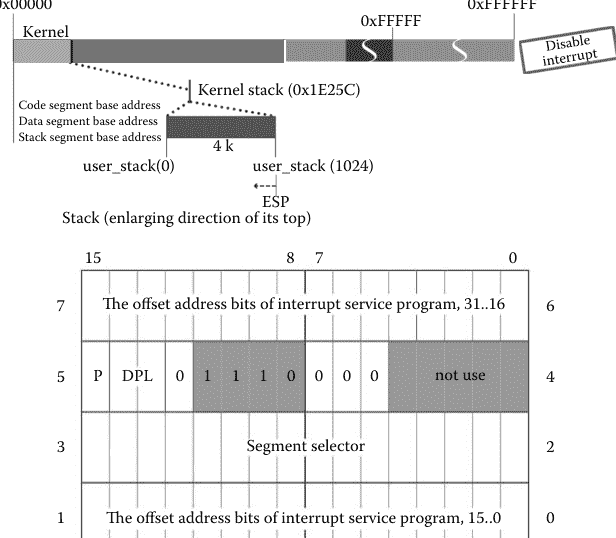 0x00000
0xFFFFFF
0xFFFFF
Kernel
Disable
interrupt
Kernel stack (0x1E25C)
Code segment base address
Data segment base address
Stack segment base address
4 k
user_stack(0)
user_stack (1024)
ESP
Stack (enlarging direction of its top)
15 8 7 0
7 The offset address bits of interrupt service program, 31..16 6
5 P DPL 0 1 1 1 0 0 0 0 not use 4
3 Segment selector 2
1 The offset address bits of interrupt service program, 15..0 0